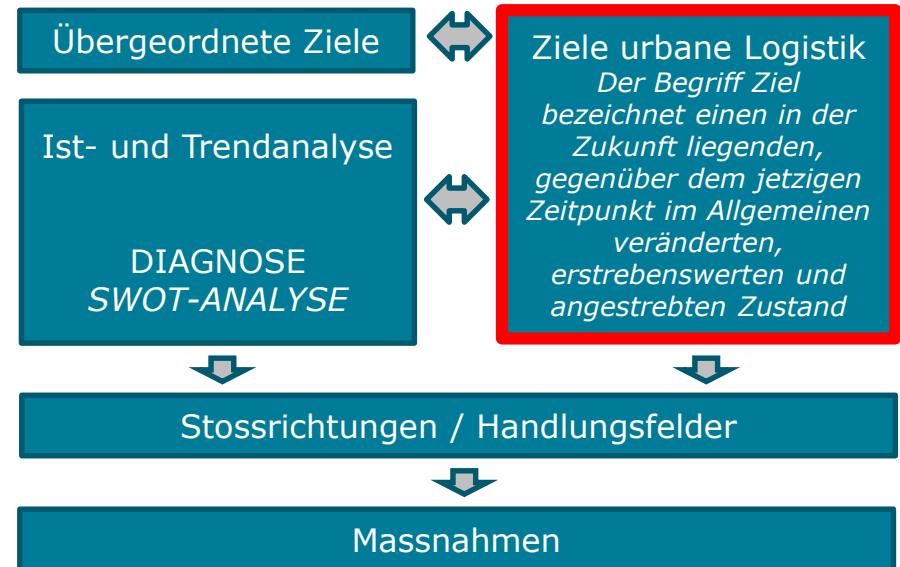 Übergeordnete Ziele
Ist- und Trendanalyse
DIAGNOSE
SWOT-ANALYSE
Ziele urbane Logistik
Der Begriff Ziel
bezeichnet einen in der
Zukunft liegenden,
gegenüber dem jetzigen
Zeitpunkt im Allgemeinen
veränderten,
erstrebenswerten und
angestrebten Zustand
Stossrichtungen / Handlungsfelder
Massnahmen